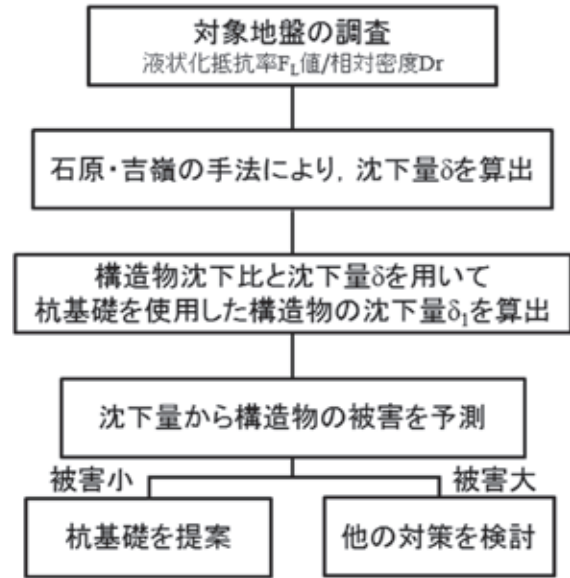 対象地盤の調査
液状化抵抗率FL値/相対密度Dr
石原・吉嶺の手法により, 沈下量δを算出
構造物沈下比と沈下量δを用いて
杭基礎を使用した構造物の沈下量δ1を算出
沈下量から構造物の被害を予測
被害小
被害大
杭基礎を提案
他の対策を検討